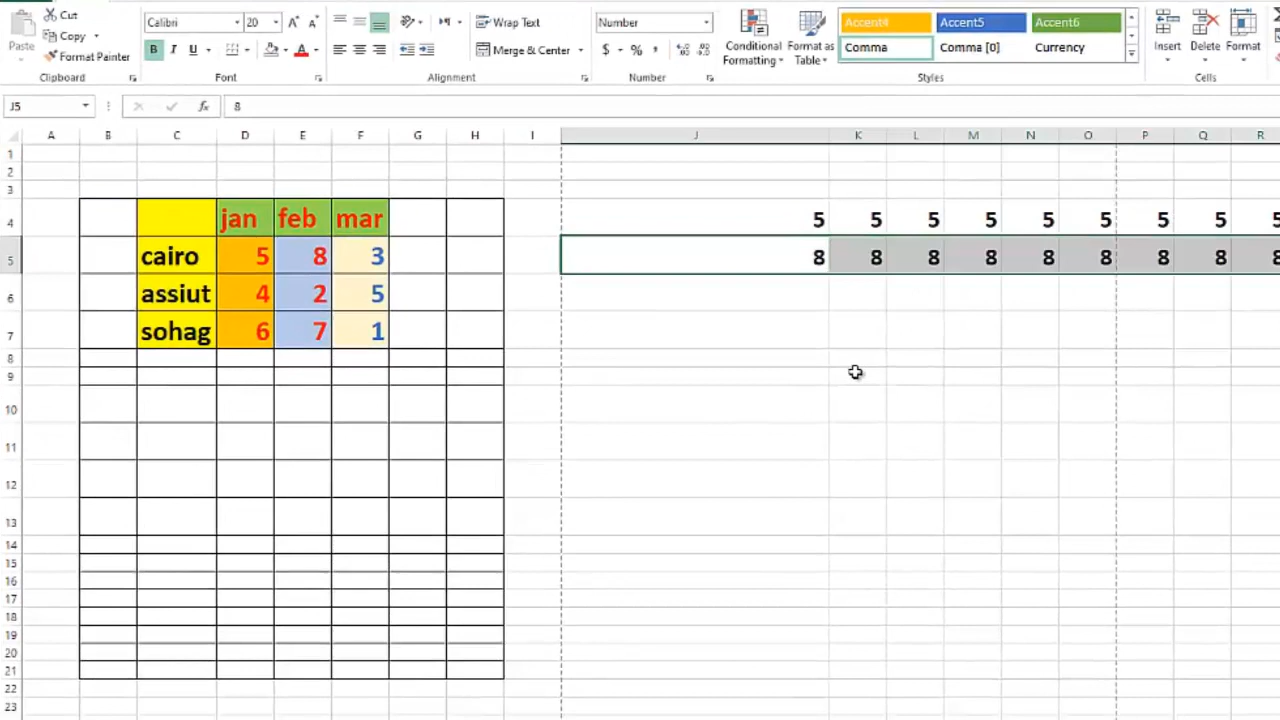 Cut Calibri 20 Wrap Text Number Accent4 Accent5 Accent6
Paste Copy Conditional Formatting Format as Table Comma Comma [0] Currency Insert Delete Format
Format Painter B I U A Merge & Center $ % ,
Clipboard Font Alignment Number Styles Cells
J5 fx 8
A B C D E F G H I J K L M N O P Q R
1
2
3
4 jan feb mar 5 5 5 5 5 5 5 5 5
5 cairo 5 8 3 8 8 8 8 8 8 8 8 8
6 assiut 4 2 5
7 sohag 6 7 1
8
9
10
11
12
13
14
15
16
17
18
19
20
21
22
23